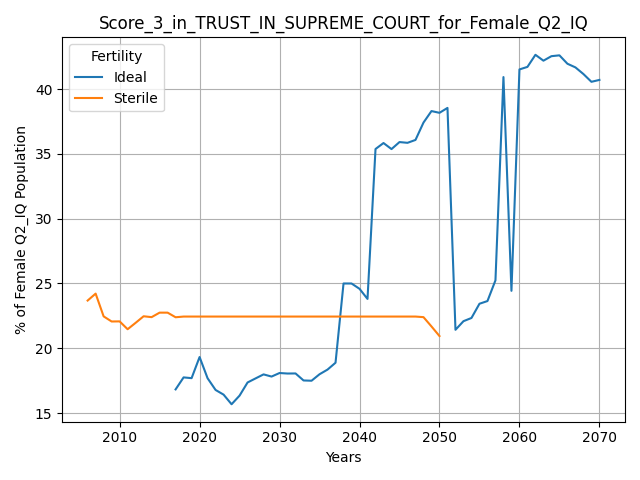 Score_3_in_TRUST_IN_SUPREME_COURT_for_Female_Q2_IQ
Fertility
Ideal
Sterile
% of Female Q2_IQ Population
40
35
30
25
20
15
2010 2020 2030 2040 2050 2060 2070
Years